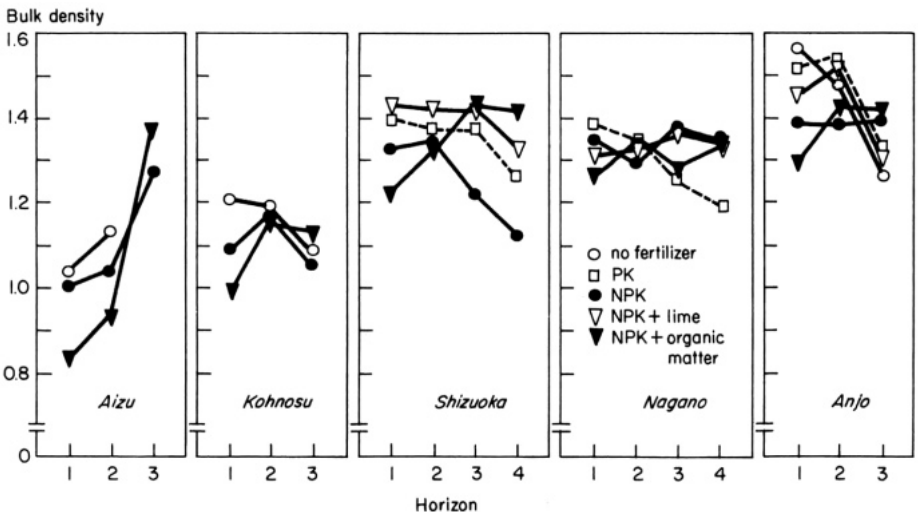 Bulk density
1.6
1.4
1.2
1.0
0.8
0
no fertilizer
PK
NPK
NPK + lime
NPK + organic
matter
Aizu
Kohnosu
Shizuoka
Nagano
Anjo
1 2 3
1 2 3
1 2 3 4
1 2 3 4
1 2 3
Horizon